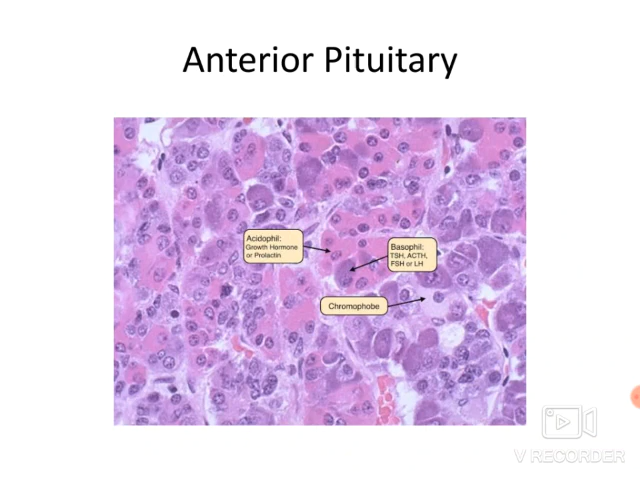 Anterior Pituitary
Acidophil:
Growth Hormone
or Prolactin
Basophil:
TSH, ACTH,
FSH or LH
Chromophobe
V RECORDER